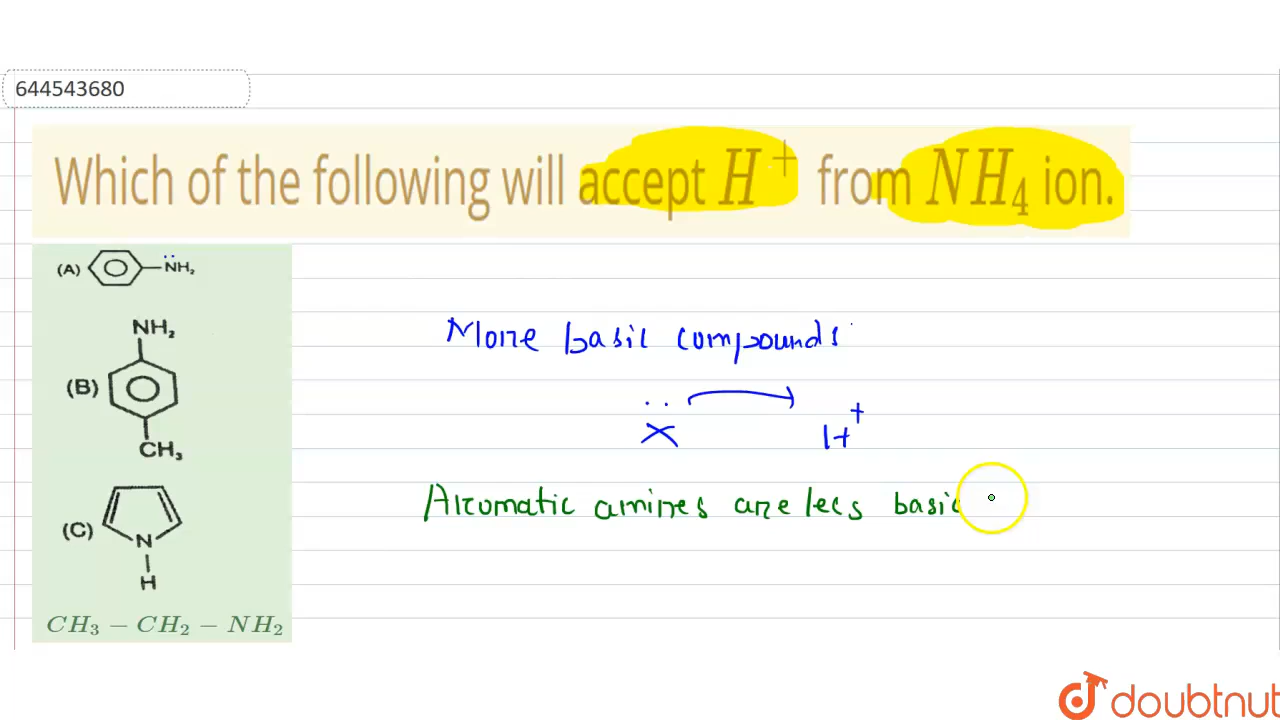 644543680
Which of the following will accept H⁺ from NH₄ ion.
(A) NH₂
NH₂
(B)
CH₃
(C) N
H
CH₃ − CH₂ − NH₂
More basic compounds
X H⁺
Aromatic amines are less basic
doubtnut